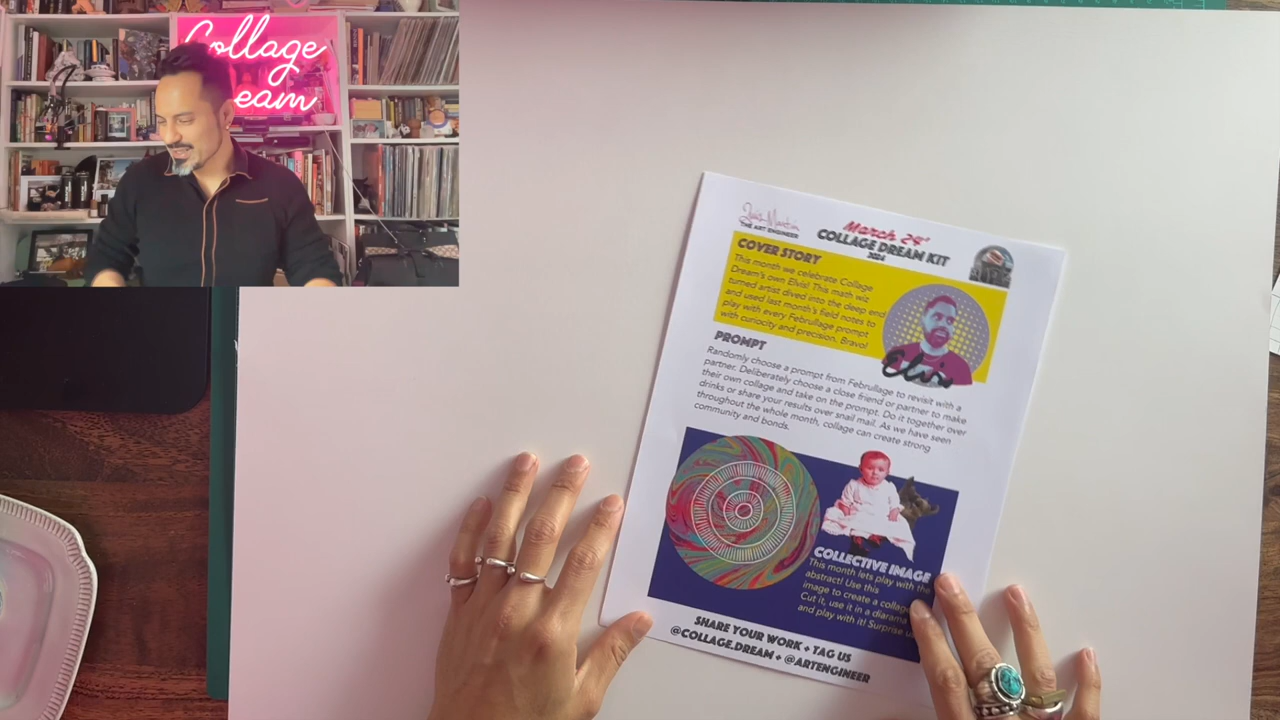 Collage
eam
Luis Martin
THE ART ENGINEER
March 24'
COLLAGE DREAM KIT
2024
COVER STORY
This month we celebrate Collage
Dream's own Elvis! This math wiz
turned artist dived into the deep end
and used last month's field notes to
play with every Februllage prompt
with curiocity and precision. Bravo!
Elvis
PROMPT
Randomly choose a prompt from Februllage to revisit with a
partner. Deliberately choose a close friend or partner to make
their own collage and take on the prompt. Do it together over
drinks or share your results over snail mail. As we have seen
throughout the whole month, collage can create strong
community and bonds.
COLLECTIVE IMAGE
This month lets play with the
abstract! Use this
image to create a collage
Cut it, use it in a diarama
and play with it! Surprise u
SHARE YOUR WORK + TAG US
@COLLAGE.DREAM + @ARTENGINEER